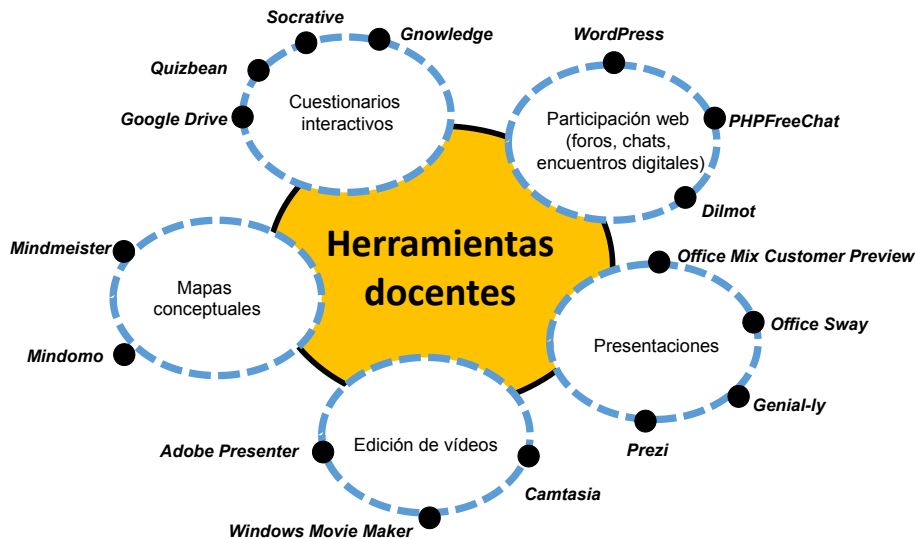 Socrative
Gnowledge
Quizbean
Google Drive
Cuestionarios
interactivos
WordPress
PHPFreeChat
Dilmot
Participación web
(foros, chats,
encuentros digitales)
Herramientas
docentes
Mindmeister
Mindomo
Mapas
conceptuales
Office Mix Customer Preview
Office Sway
Genial-ly
Prezi
Presentaciones
Adobe Presenter
Edición de vídeos
Camtasia
Windows Movie Maker